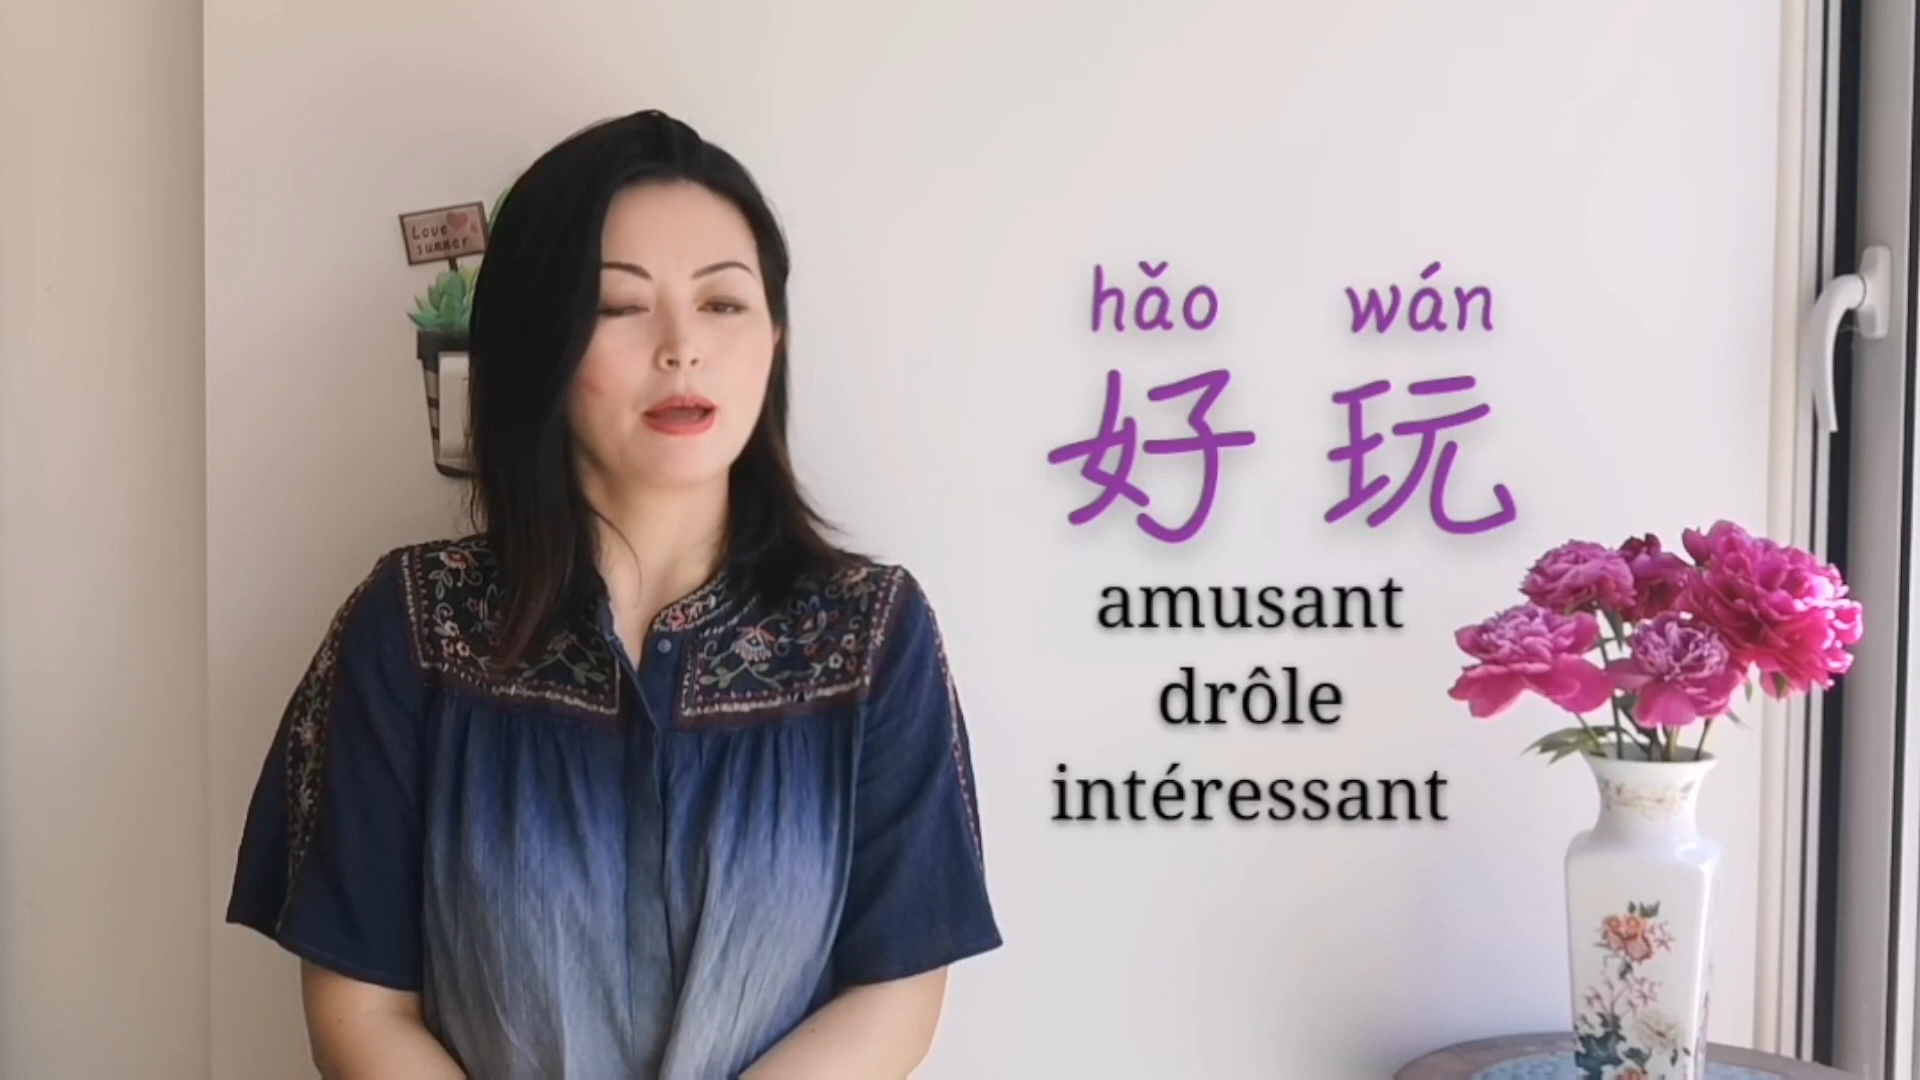 Love
summer
hǎo wán
好玩
amusant
drôle
intéressant